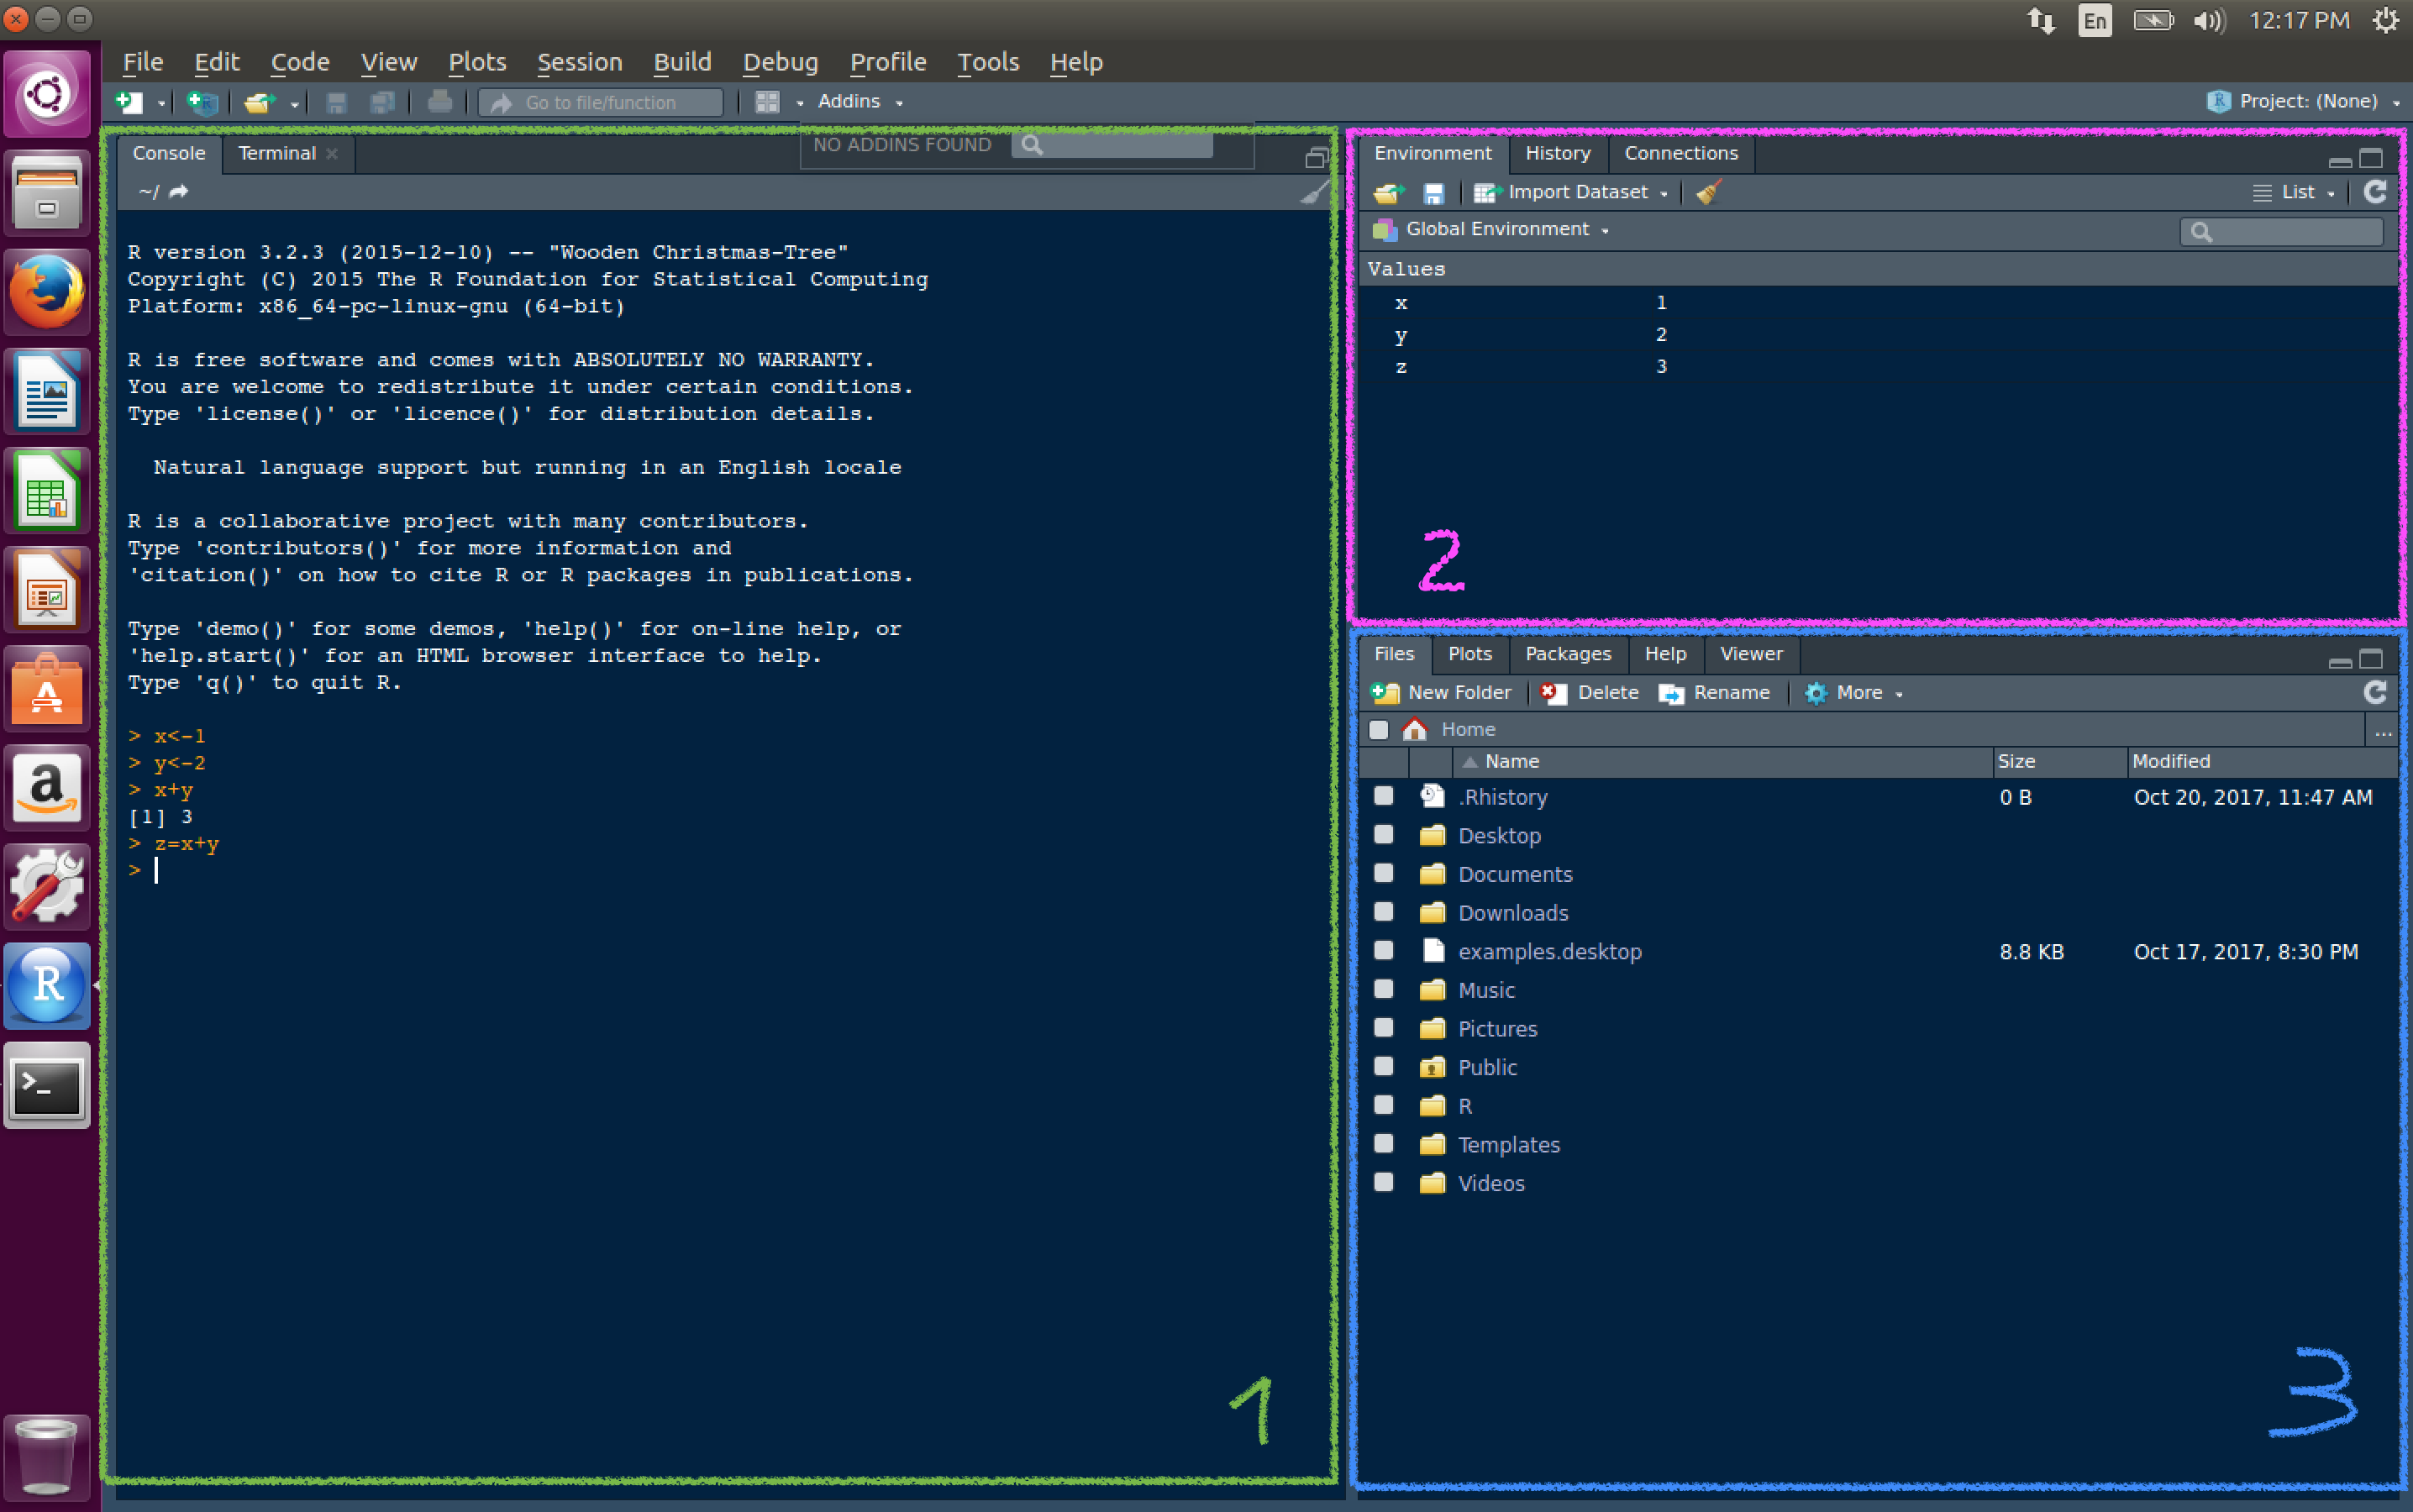 En 12:17 PM
File Edit Code View Plots Session Build Debug Profile Tools Help
Go to file/function Addins Project: (None)
NO ADDINS FOUND
Console Terminal
~/
R version 3.2.3 (2015-12-10) -- "Wooden Christmas-Tree"
Copyright (C) 2015 The R Foundation for Statistical Computing
Platform: x86_64-pc-linux-gnu (64-bit)
R is free software and comes with ABSOLUTELY NO WARRANTY.
You are welcome to redistribute it under certain conditions.
Type 'license()' or 'licence()' for distribution details.
Natural language support but running in an English locale
R is a collaborative project with many contributors.
Type 'contributors()' for more information and
'citation()' on how to cite R or R packages in publications.
Type 'demo()' for some demos, 'help()' for on-line help, or
'help.start()' for an HTML browser interface to help.
Type 'q()' to quit R.
> x<-1
> y<-2
> x+y
[1] 3
> z=x+y
>
1
Environment History Connections
Import Dataset List
Global Environment
Values
x 1
y 2
z 3
2
Files Plots Packages Help Viewer
New Folder Delete Rename More
Home ...
Name Size Modified
.Rhistory 0 B Oct 20, 2017, 11:47 AM
Desktop
Documents
Downloads
examples.desktop 8.8 KB Oct 17, 2017, 8:30 PM
Music
Pictures
Public
R
Templates
Videos
3
a
R
>_